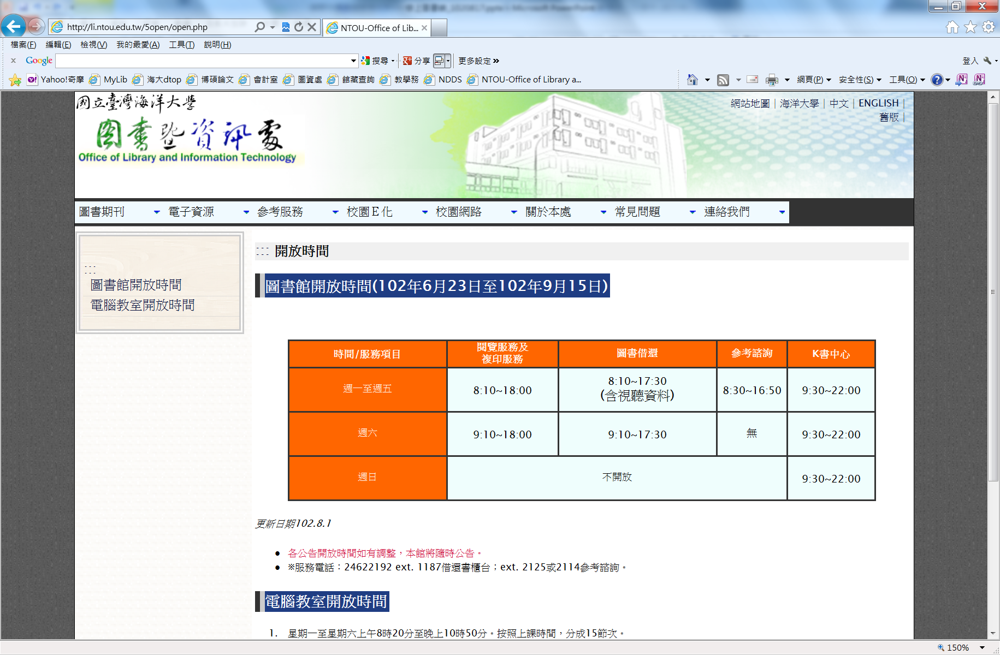 http://li.ntou.edu.tw/5open/open.php
NTOU-Office of Lib...
檔案(F) 編輯(E) 檢視(V) 我的最愛(A) 工具(T) 說明(H)
x Google 搜尋 分享 更多設定 » 登入
Yahoo!奇摩 MyLib 海大dtop 博碩論文 會計室 圖資處 館藏查詢 教學務 NDDS NTOU-Office of Library a... 網頁(P) 安全性(S) 工具(O)
國立臺灣海洋大學
圖書暨資訊處
Office of Library and Information Technology
網站地圖 | 海洋大學 | 中文 | ENGLISH |
舊版 |
圖書期刊 電子資源 參考服務 校園E化 校園網路 關於本處 常見問題 連絡我們
:::
圖書館開放時間
電腦教室開放時間
::: 開放時間
圖書館開放時間(102年6月23日至102年9月15日)
時間/服務項目 閱覽服務及 複印服務 圖書借還 參考諮詢 K書中心
週一至週五 8:10~18:00 8:10~17:30 (含視聽資料) 8:30~16:50 9:30~22:00
週六 9:10~18:00 9:10~17:30 無 9:30~22:00
週日 不開放 9:30~22:00
更新日期102.8.1
• 各公告開放時間如有調整，本館將隨時公告。
• ※服務電話：24622192 ext. 1187借還書櫃台；ext. 2125或2114參考諮詢。
電腦教室開放時間
1. 星期一至星期六上午8時20分至晚上10時50分。按照上課時間，分成15節次。
150%